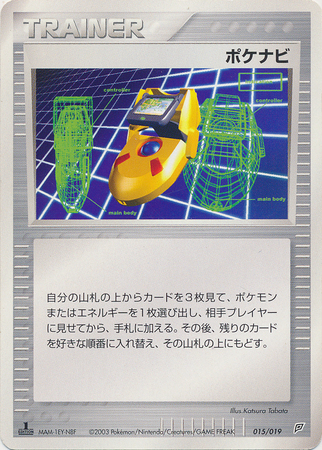 TRAINER
ポケナビ
controller
controller
main body
main body
自分の山札の上からカードを3枚見て、ポケモン
またはエネルギーを1枚選び出し、相手プレイヤー
に見せてから、手札に加える。その後、残りのカード
を好きな順番に入れ替え、山札の上にもどす。
Illus.Katsura Tabata
1 EDITION
MAM-1EY-N8F
©2003 Pokémon/Nintendo/Creatures/GAME FREAK
015/019